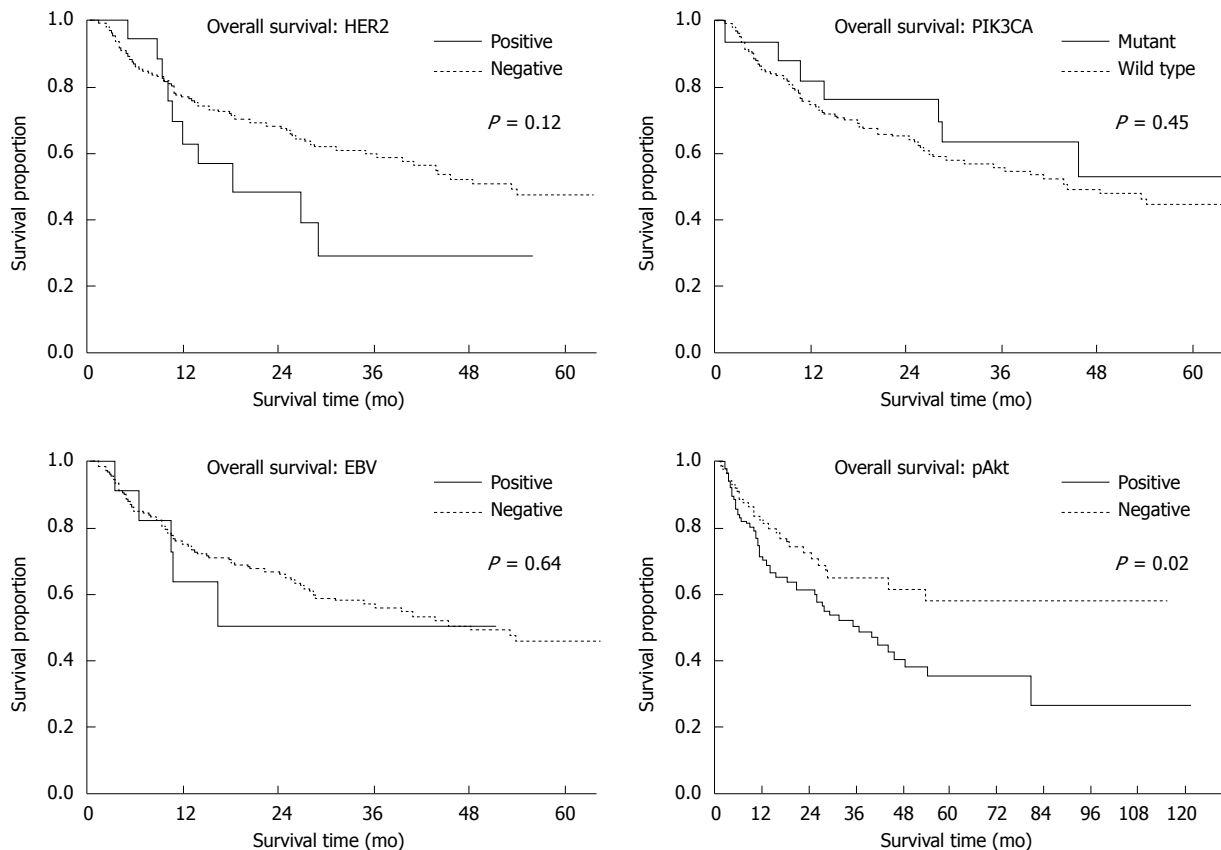 Overall survival: HER2
Positive
Negative
P = 0.12
1.0
0.8
0.6
0.4
0.2
0.0
Survival proportion
0 12 24 36 48 60
Survival time (mo)
Overall survival: PIK3CA
Mutant
Wild type
P = 0.45
1.0
0.8
0.6
0.4
0.2
0.0
Survival proportion
0 12 24 36 48 60
Survival time (mo)
Overall survival: EBV
Positive
Negative
P = 0.64
1.0
0.8
0.6
0.4
0.2
0.0
Survival proportion
0 12 24 36 48 60
Survival time (mo)
Overall survival: pAkt
Positive
Negative
P = 0.02
1.0
0.8
0.6
0.4
0.2
0.0
Survival proportion
0 12 24 36 48 60 72 84 96 108 120
Survival time (mo)